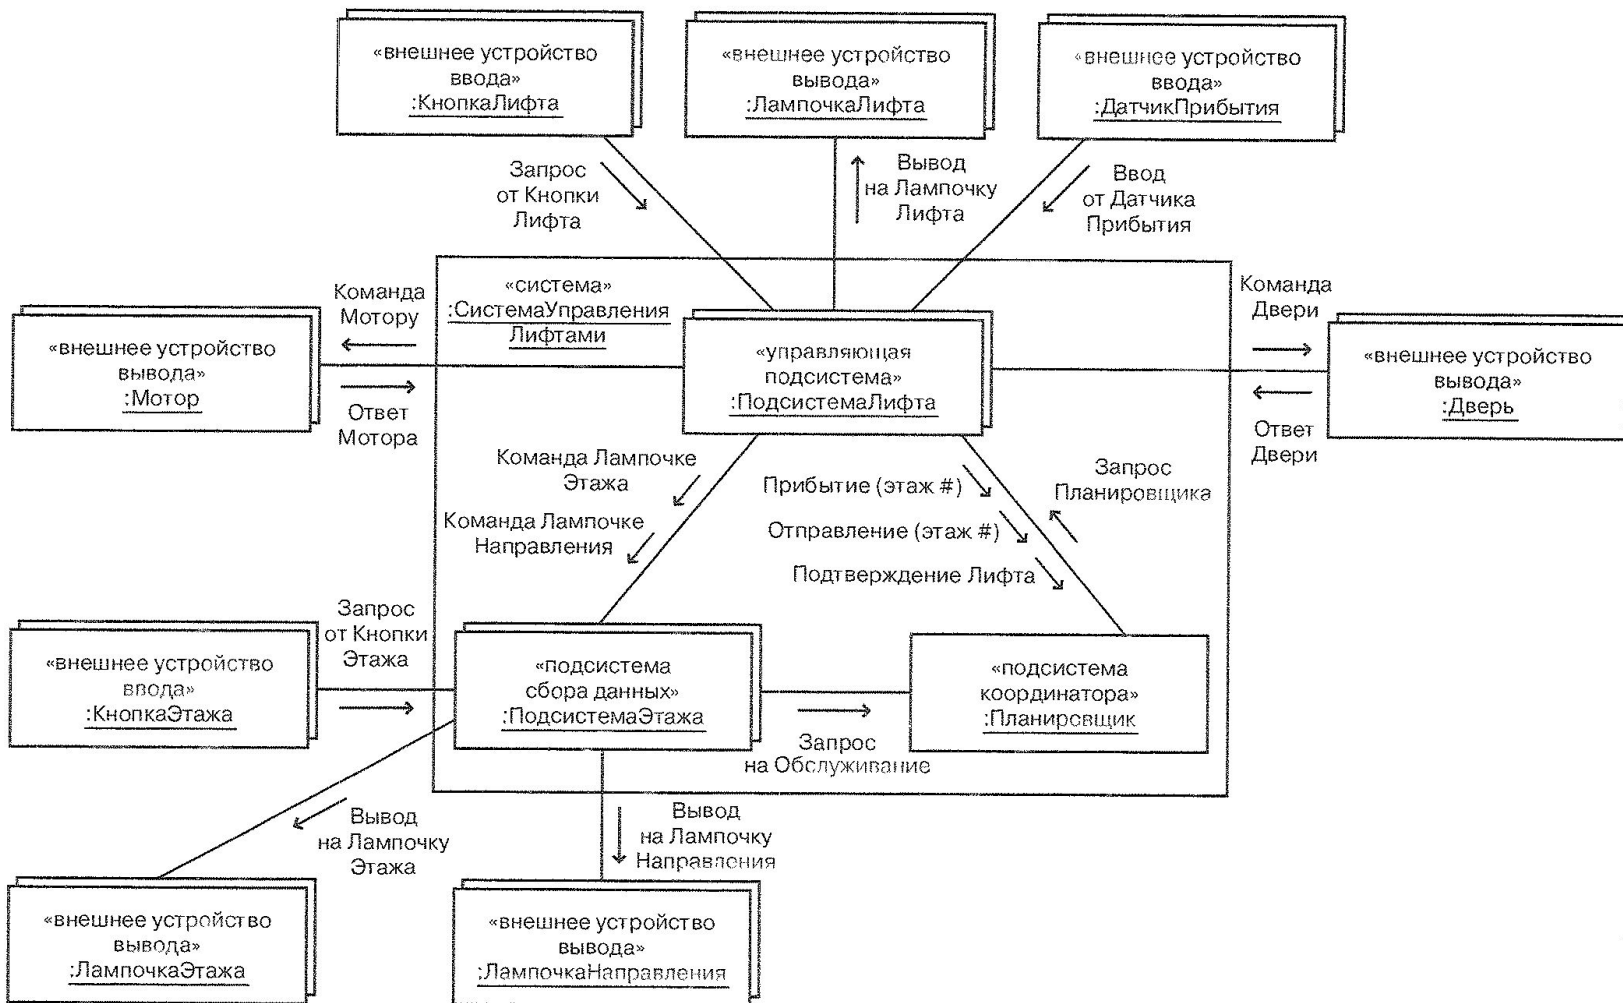 «внешнее устройство
ввода»
:КнопкаЛифта
«внешнее устройство
вывода»
:ЛампочкаЛифта
«внешнее устройство
ввода»
:ДатчикПрибытия
Запрос
от Кнопки
Лифта
Вывод
на Лампочку
Лифта
Ввод
от Датчика
Прибытия
Команда
Мотору
«система»
:СистемаУправления
Лифтами
Команда
Двери
«внешнее устройство
вывода»
:Мотор
Ответ
Мотора
«управляющая
подсистема»
:ПодсистемаЛифта
«внешнее устройство
вывода»
:Дверь
Ответ
Двери
Команда Лампочке
Этажа
Команда Лампочке
Направления
Прибытие (этаж #)
Отправление (этаж #)
Подтверждение Лифта
Запрос
Планировщика
Запрос
от Кнопки
Этажа
«внешнее устройство
ввода»
:КнопкаЭтажа
«подсистема
сбора данных»
:ПодсистемаЭтажа
Запрос
на Обслуживание
«подсистема
координатора»
:Планировщик
Вывод
на Лампочку
Этажа
Вывод
на Лампочку
Направления
«внешнее устройство
вывода»
:ЛампочкаЭтажа
«внешнее устройство
вывода»
:ЛампочкаНаправления